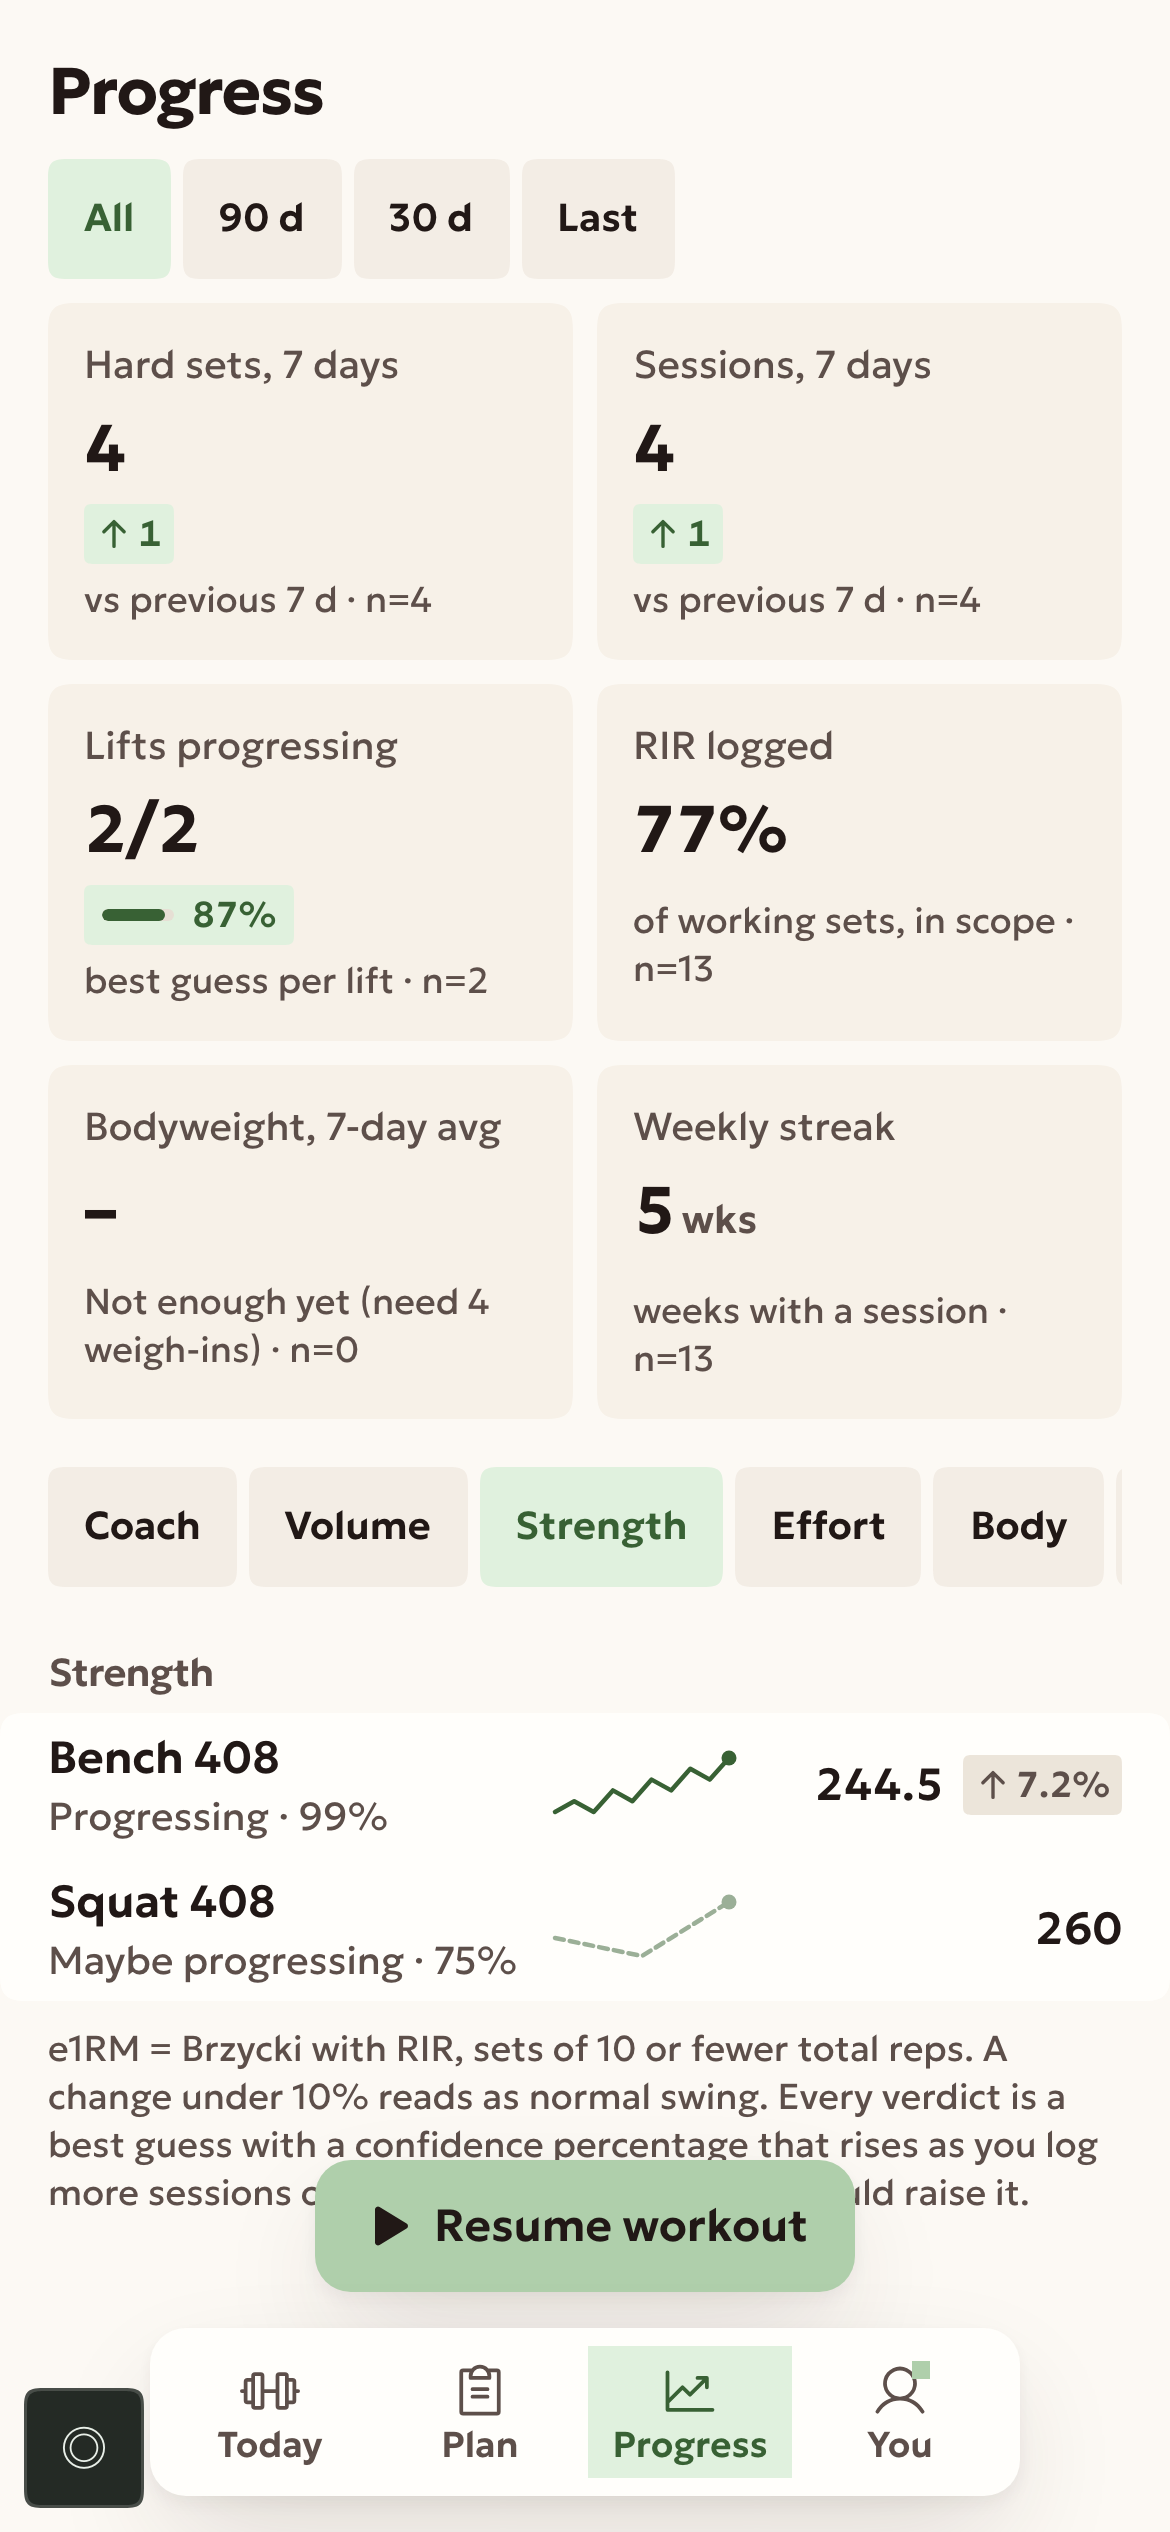 Progress
All
90 d
30 d
Last
Hard sets, 7 days
4
↑ 1
vs previous 7 d · n=4
Sessions, 7 days
4
↑ 1
vs previous 7 d · n=4
Lifts progressing
2/2
87%
best guess per lift · n=2
RIR logged
77%
of working sets, in scope ·
n=13
Bodyweight, 7-day avg
–
Not enough yet (need 4
weigh-ins) · n=0
Weekly streak
5 wks
weeks with a session ·
n=13
Coach
Volume
Strength
Effort
Body
Strength
Bench 408
Progressing · 99%
244.5
↑ 7.2%
Squat 408
Maybe progressing · 75%
260
e1RM = Brzycki with RIR, sets of 10 or fewer total reps. A
change under 10% reads as normal swing. Every verdict is a
best guess with a confidence percentage that rises as you log
more sessions raise it.
Resume workout
Today
Plan
Progress
You